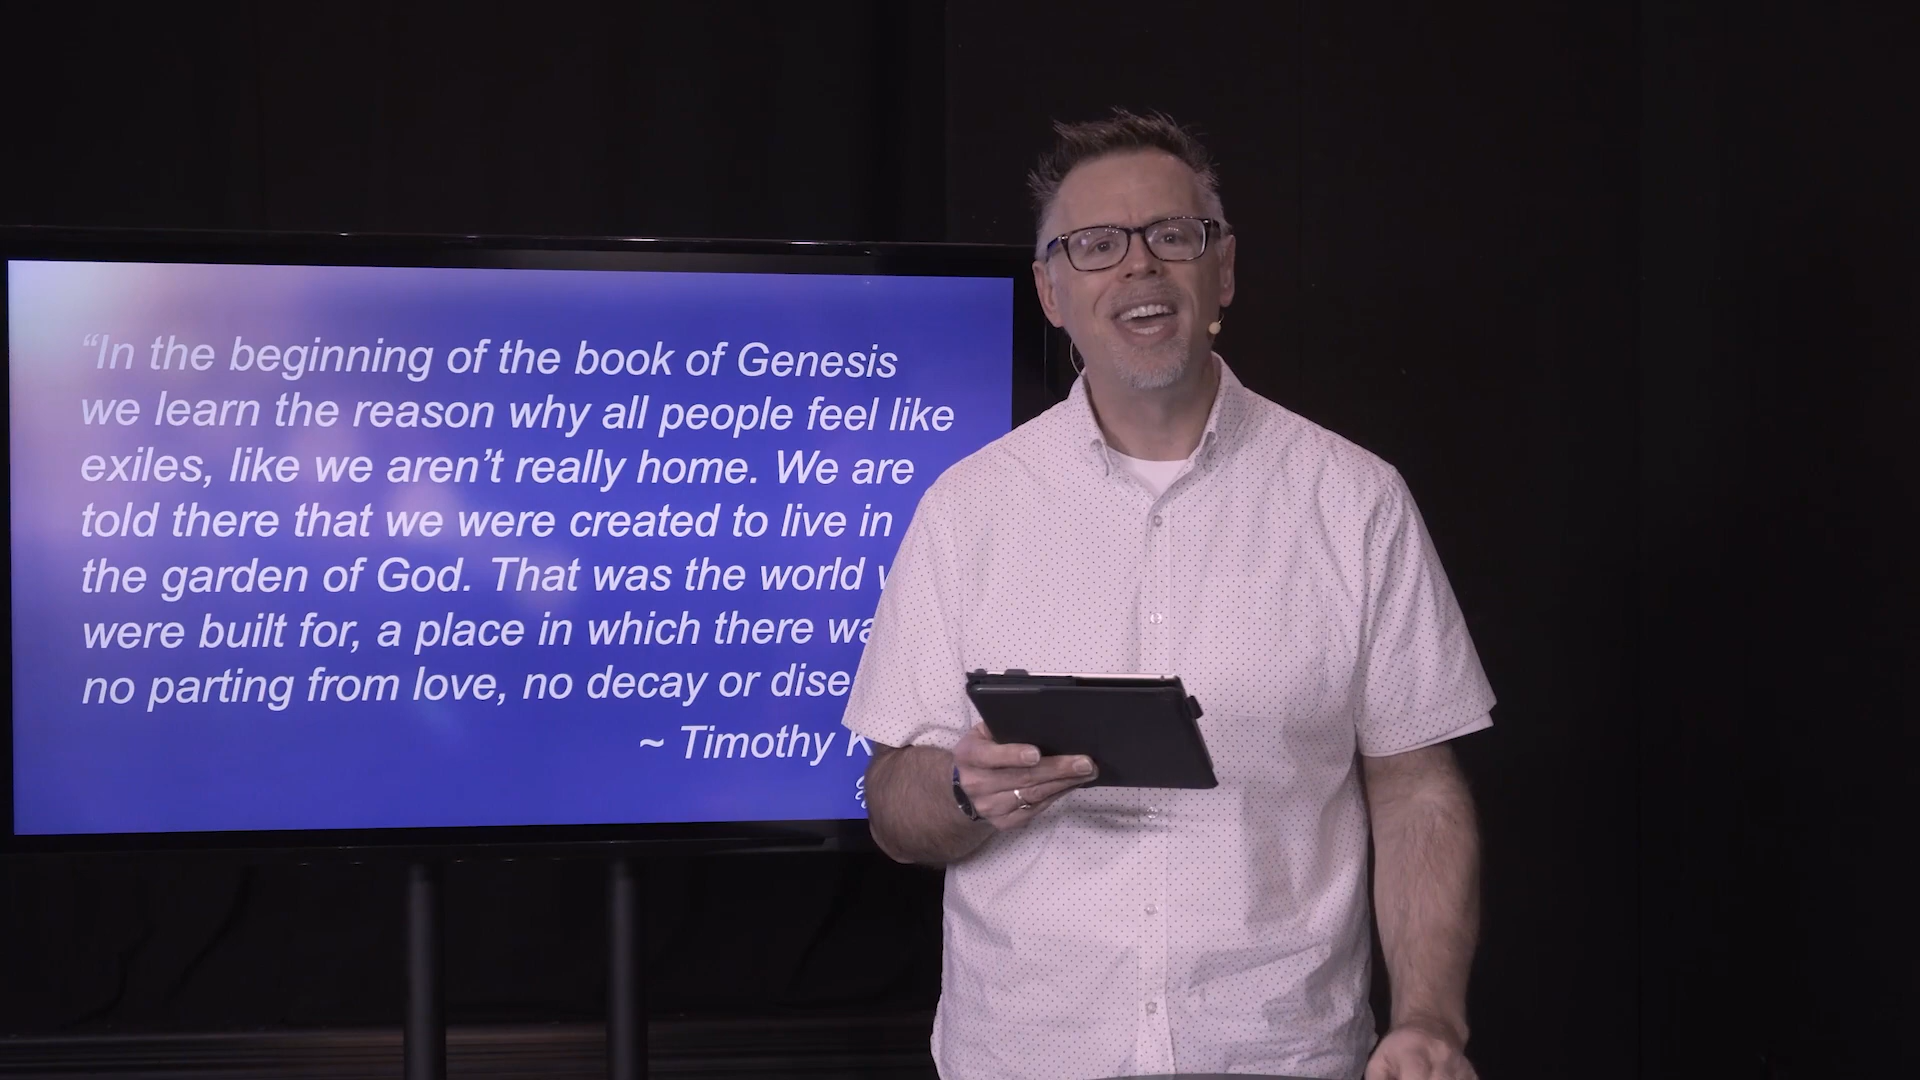 “In the beginning of the book of Genesis
we learn the reason why all people feel like
exiles, like we aren’t really home. We are
told there that we were created to live in
the garden of God. That was the world
were built for, a place in which there
no parting from love, no decay or
~ Timothy